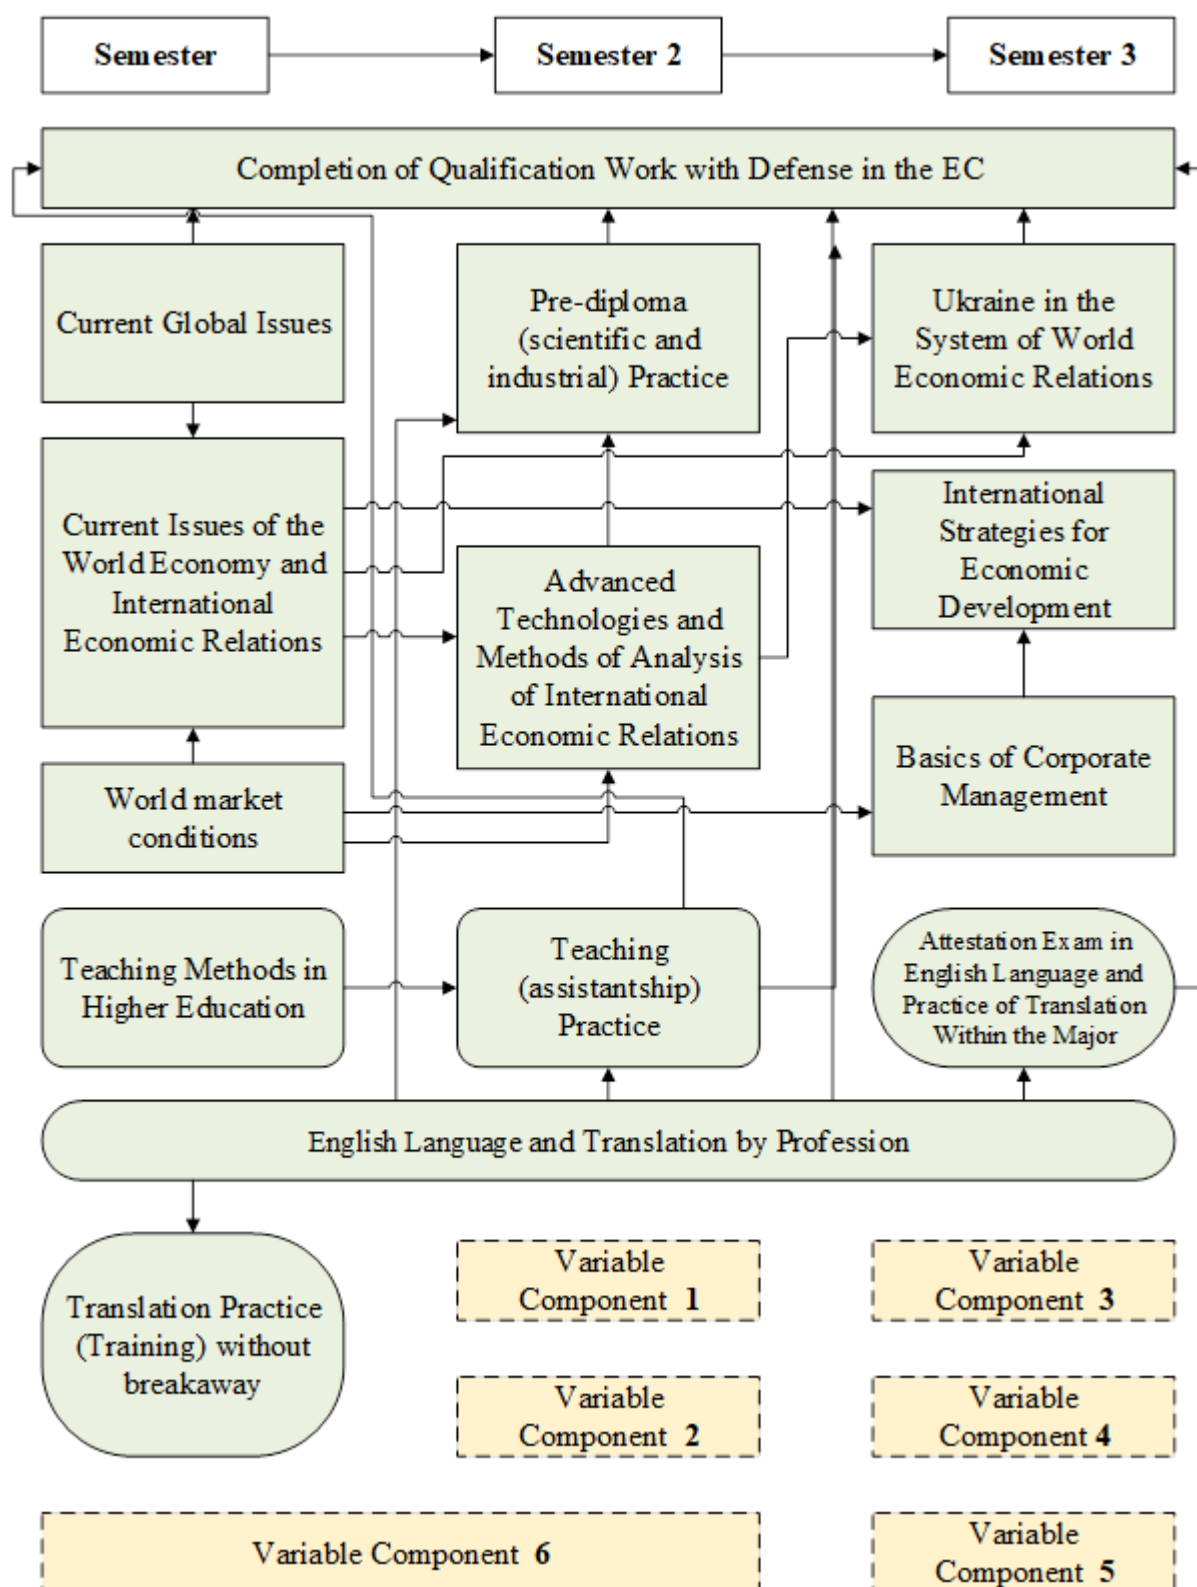 Semester
Semester 2
Semester 3
Completion of Qualification Work with Defense in the EC
Current Global Issues
Pre-diploma
(scientific and
industrial) Practice
Ukraine in the
System of World
Economic Relations
Current Issues of the
World Economy and
International
Economic Relations
Advanced
Technologies and
Methods of Analysis
of International
Economic Relations
International
Strategies for
Economic
Development
World market
conditions
Basics of Corporate
Management
Teaching Methods in
Higher Education
Teaching
(assistantship)
Practice
Attestation Exam in
English Language and
Practice of Translation
Within the Major
English Language and Translation by Profession
Translation Practice
(Training) without
breakaway
Variable
Component 1
Variable
Component 3
Variable
Component 2
Variable
Component 4
Variable Component 6
Variable
Component 5